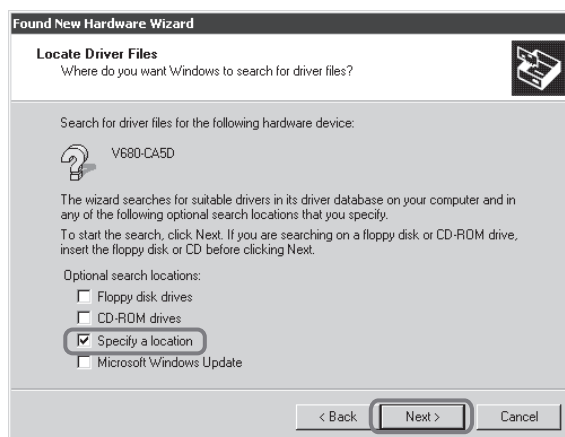 Found New Hardware Wizard
Locate Driver Files
Where do you want Windows to search for driver files?
Search for driver files for the following hardware device:
V680-CA5D
The wizard searches for suitable drivers in its driver database on your computer and in
any of the following optional search locations that you specify.
To start the search, click Next. If you are searching on a floppy disk or CD-ROM drive,
insert the floppy disk or CD before clicking Next.
Optional search locations:
Floppy disk drives
CD-ROM drives
Specify a location
Microsoft Windows Update
< Back Next > Cancel